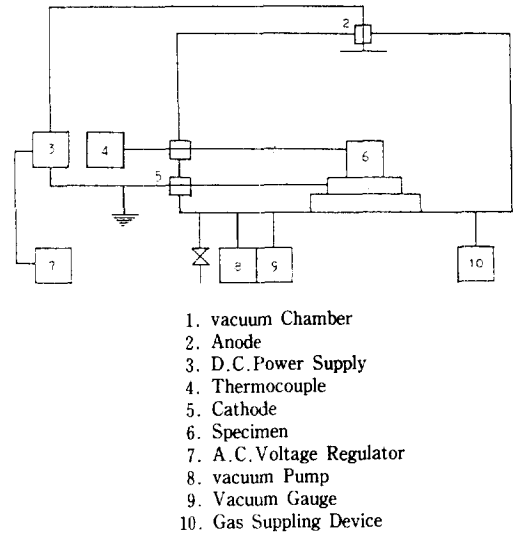 2
3
4
5
6
7
8
9
10
1. vacuum Chamber
2. Anode
3. D.C.Power Supply
4. Thermocouple
5. Cathode
6. Specimen
7. A.C.Voltage Regulator
8. vacuum Pump
9. Vacuum Gauge
10. Gas Suppling Device